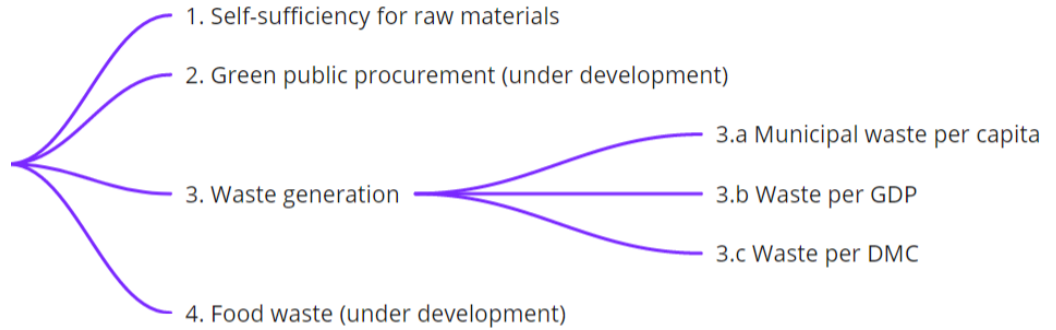 1. Self-sufficiency for raw materials
2. Green public procurement (under development)
3. Waste generation
3.a Municipal waste per capita
3.b Waste per GDP
3.c Waste per DMC
4. Food waste (under development)